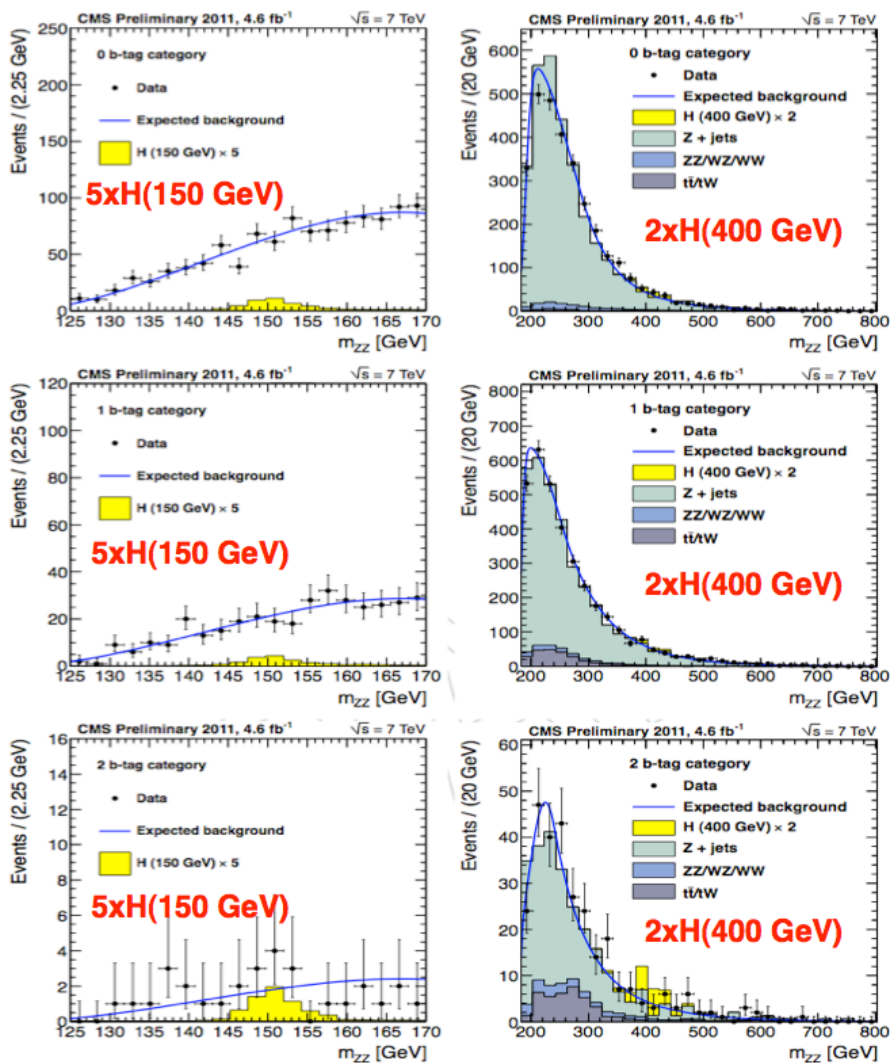 CMS Preliminary 2011, 4.6 fb⁻¹ √s = 7 TeV
Events / (2.25 GeV)
250
200
150
100
50
0
0 b-tag category
Data
Expected background
H (150 GeV) × 5
5xH(150 GeV)
125 130 135 140 145 150 155 160 165 170
m_ZZ [GeV]
CMS Preliminary 2011, 4.6 fb⁻¹ √s = 7 TeV
Events / (20 GeV)
600
500
400
300
200
100
0
0 b-tag category
Data
Expected background
H (400 GeV) × 2
Z + jets
ZZ/WZ/WW
tt̄/tW
2xH(400 GeV)
200 300 400 500 600 700 800
m_ZZ [GeV]
CMS Preliminary 2011, 4.6 fb⁻¹ √s = 7 TeV
Events / (2.25 GeV)
120
100
80
60
40
20
0
1 b-tag category
Data
Expected background
H (150 GeV) × 5
5xH(150 GeV)
125 130 135 140 145 150 155 160 165 170
m_ZZ [GeV]
CMS Preliminary 2011, 4.6 fb⁻¹ √s = 7 TeV
Events / (20 GeV)
800
700
600
500
400
300
200
100
0
1 b-tag category
Data
Expected background
H (400 GeV) × 2
Z + jets
ZZ/WZ/WW
tt̄/tW
2xH(400 GeV)
200 300 400 500 600 700 800
m_ZZ [GeV]
CMS Preliminary 2011, 4.6 fb⁻¹ √s = 7 TeV
Events / (2.25 GeV)
16
14
12
10
8
6
4
2
0
2 b-tag category
Data
Expected background
H (150 GeV) × 5
5xH(150 GeV)
125 130 135 140 145 150 155 160 165 170
m_ZZ [GeV]
CMS Preliminary 2011, 4.6 fb⁻¹ √s = 7 TeV
Events / (20 GeV)
60
50
40
30
20
10
0
2 b-tag category
Data
Expected background
H (400 GeV) × 2
Z + jets
ZZ/WZ/WW
tt̄/tW
2xH(400 GeV)
200 300 400 500 600 700 800
m_ZZ [GeV]